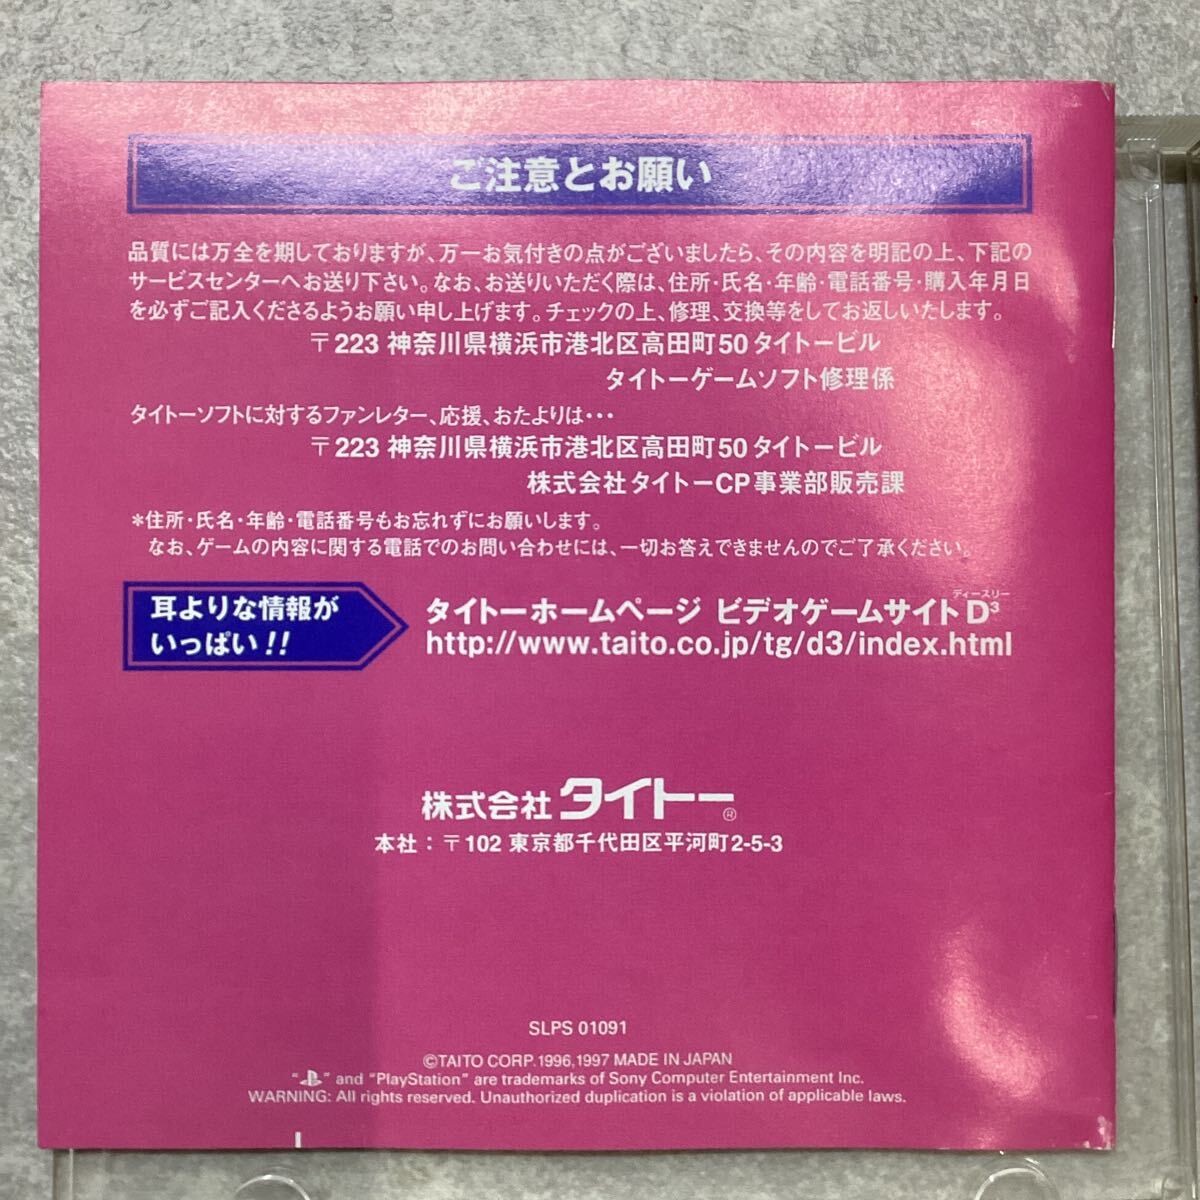 ご注意とお願い
品質には万全を期しておりますが、万一お気付きの点がございましたら、その内容を明記の上、下記の
サービスセンターへお送り下さい。なお、お送りいただく際は、住所・氏名・年齢・電話番号・購入年月日
を必ずご記入くださるようお願い申し上げます。チェックの上、修理、交換等をしてお返しいたします。
〒223 神奈川県横浜市港北区高田町50 タイトービル
タイトーゲームソフト修理係
タイトーソフトに対するファンレター、応援、おたよりは・・・
〒223 神奈川県横浜市港北区高田町50 タイトービル
株式会社タイトーCP事業部販売課
*住所・氏名・年齢・電話番号もお忘れずにお願いします。
なお、ゲームの内容に関する電話でのお問い合わせには、一切お答えできませんのでご了承ください。
耳よりな情報が
いっぱい!!
ディースリー
タイトーホームページ ビデオゲームサイトD³
http://www.taito.co.jp/tg/d3/index.html
株式会社 タイトー®
本社：〒102 東京都千代田区平河町2-5-3
SLPS 01091
©TAITO CORP. 1996,1997 MADE IN JAPAN
" " and "PlayStation" are trademarks of Sony Computer Entertainment Inc.
WARNING: All rights reserved. Unauthorized duplication is a violation of applicable laws.